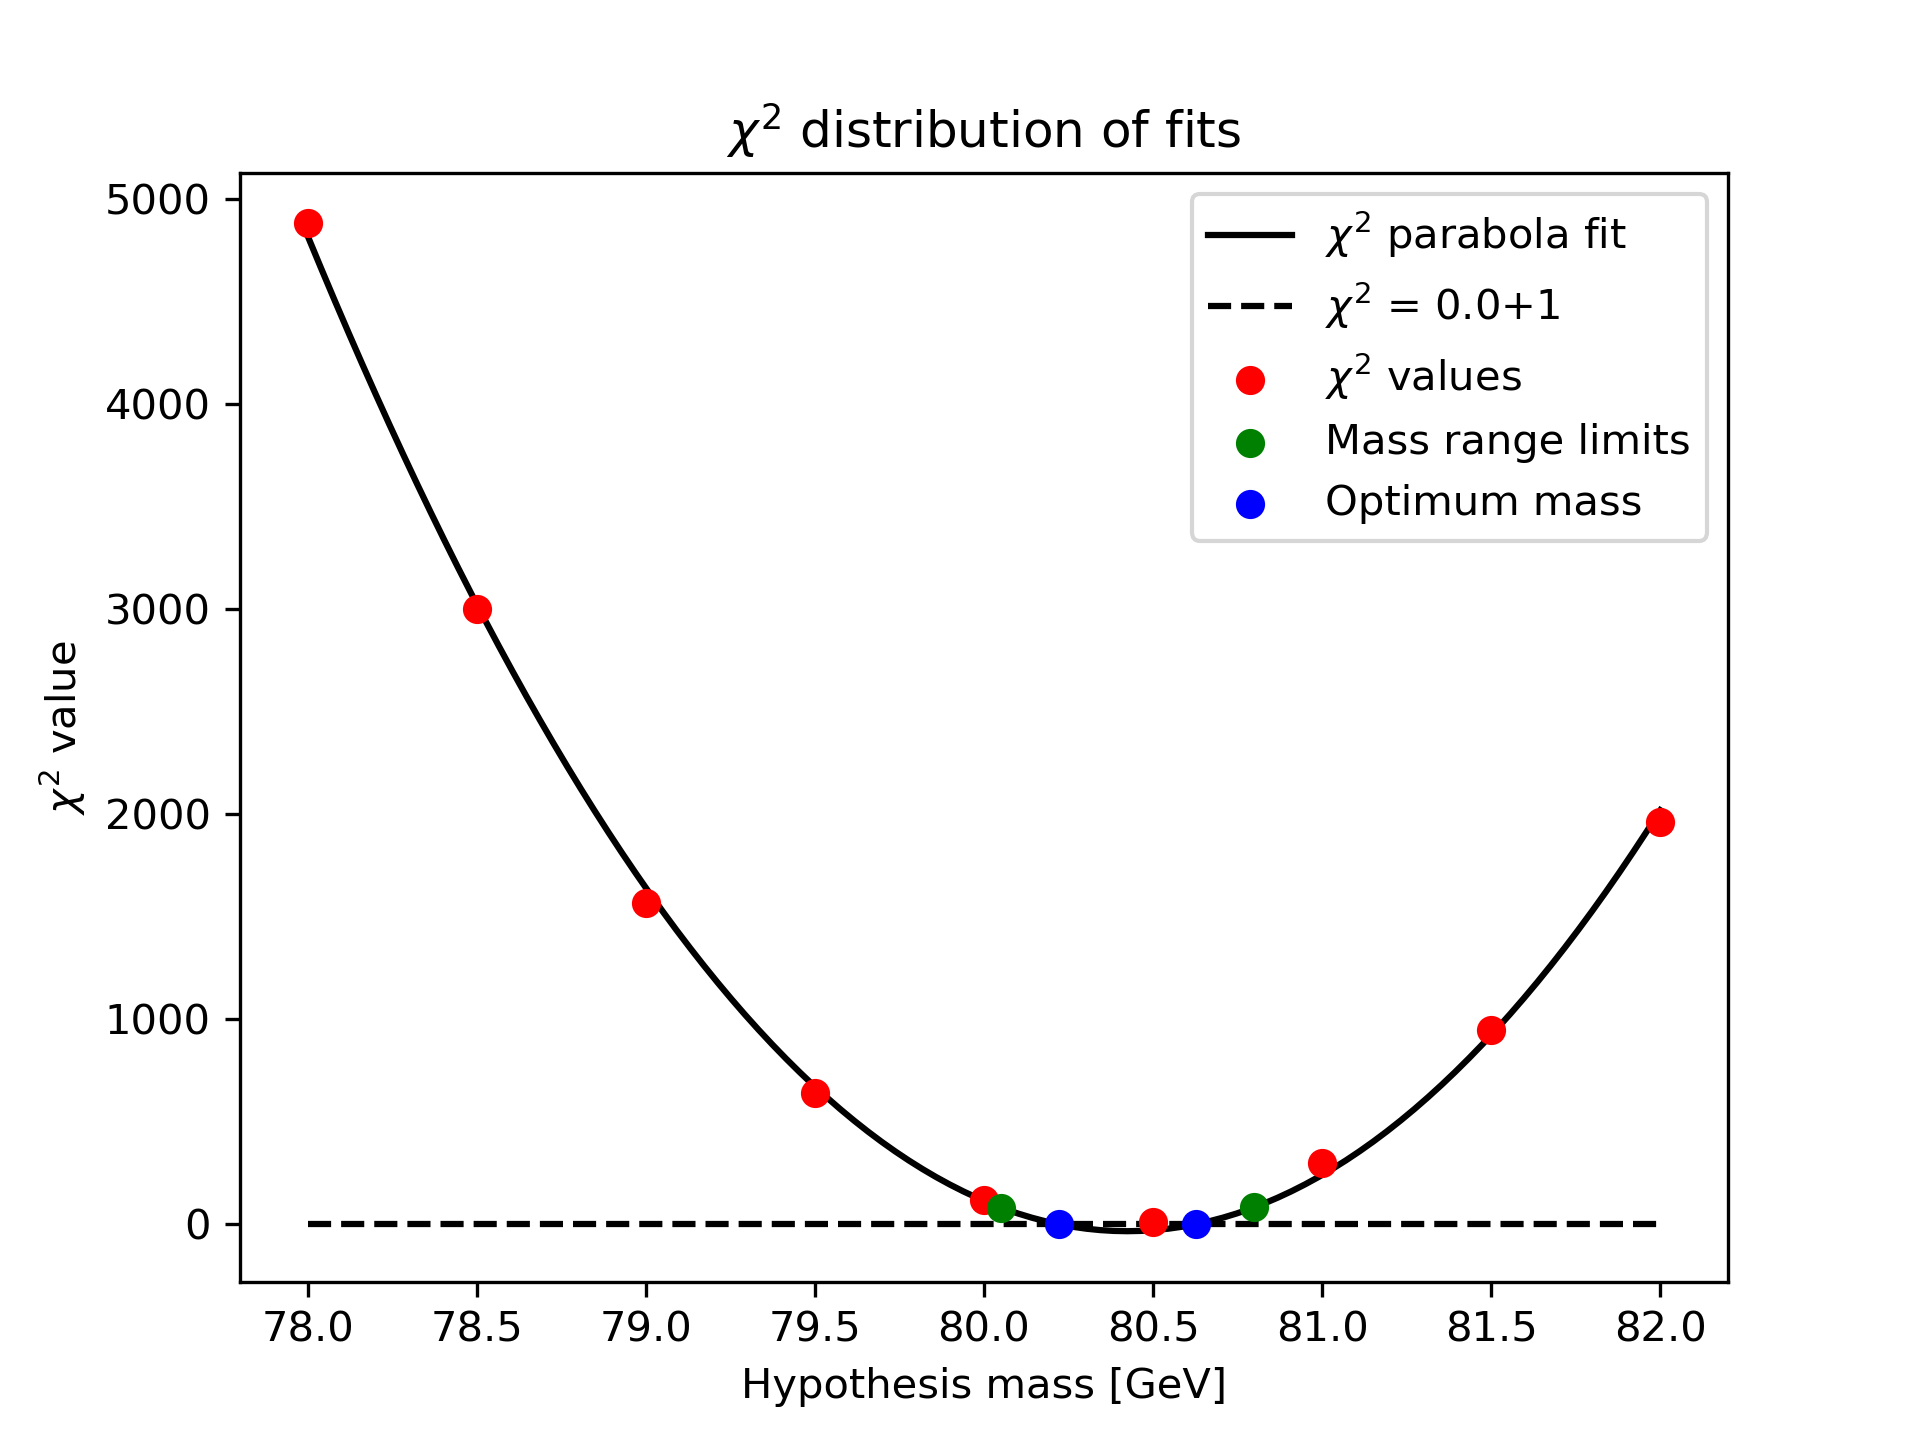 χ² distribution of fits
χ² parabola fit
χ² = 0.0+1
χ² values
Mass range limits
Optimum mass
χ² value
5000
4000
3000
2000
1000
0
78.0 78.5 79.0 79.5 80.0 80.5 81.0 81.5 82.0
Hypothesis mass [GeV]